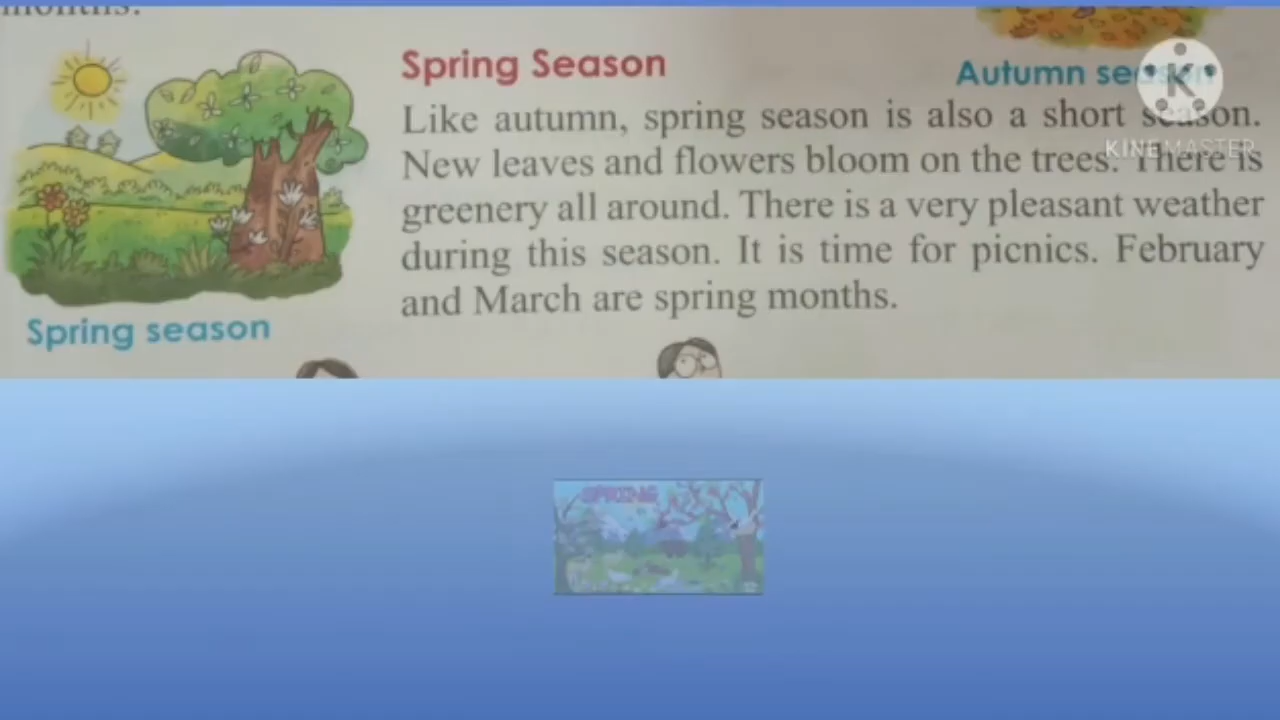 months.
Spring Season
Autumn season
Like autumn, spring season is also a short season.
New leaves and flowers bloom on the trees. There is
greenery all around. There is a very pleasant weather
during this season. It is time for picnics. February
and March are spring months.
Spring season
K
KINEMASTER
SPRING